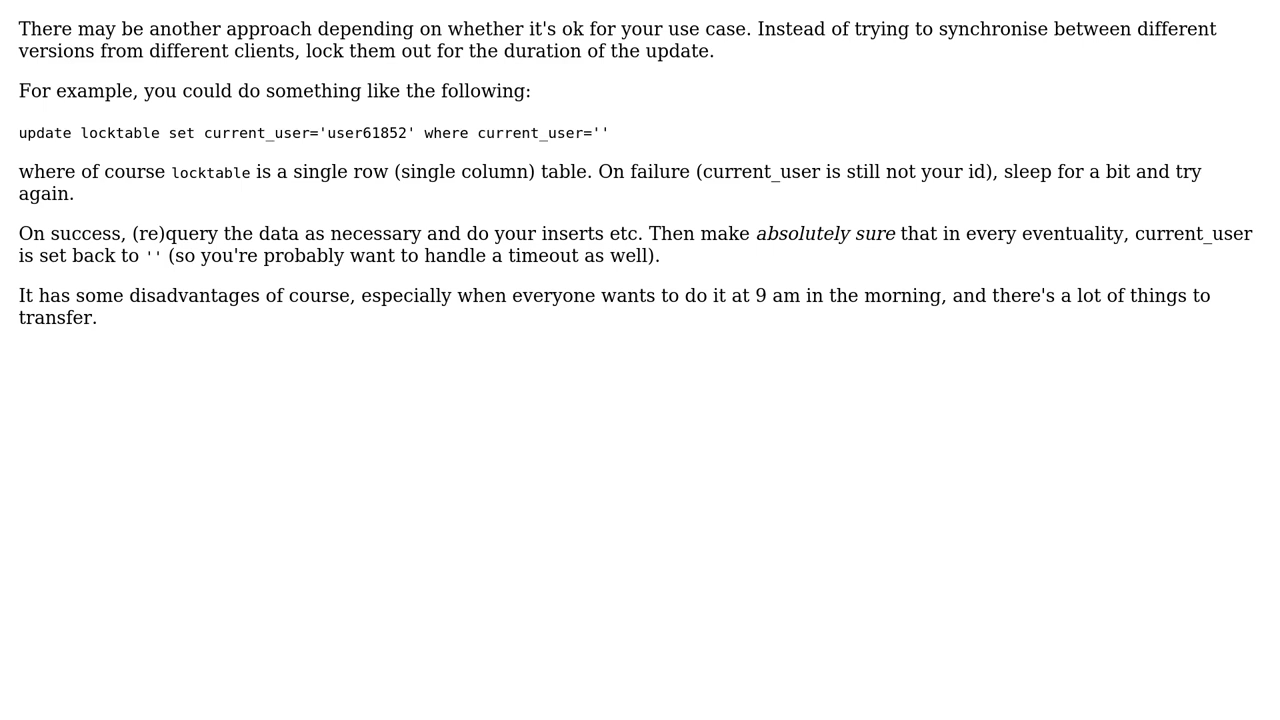 There may be another approach depending on whether it's ok for your use case. Instead of trying to synchronise between different
versions from different clients, lock them out for the duration of the update.
For example, you could do something like the following:
update locktable set current_user='user61852' where current_user=''
where of course locktable is a single row (single column) table. On failure (current_user is still not your id), sleep for a bit and try
again.
On success, (re)query the data as necessary and do your inserts etc. Then make absolutely sure that in every eventuality, current_user
is set back to '' (so you're probably want to handle a timeout as well).
It has some disadvantages of course, especially when everyone wants to do it at 9 am in the morning, and there's a lot of things to
transfer.